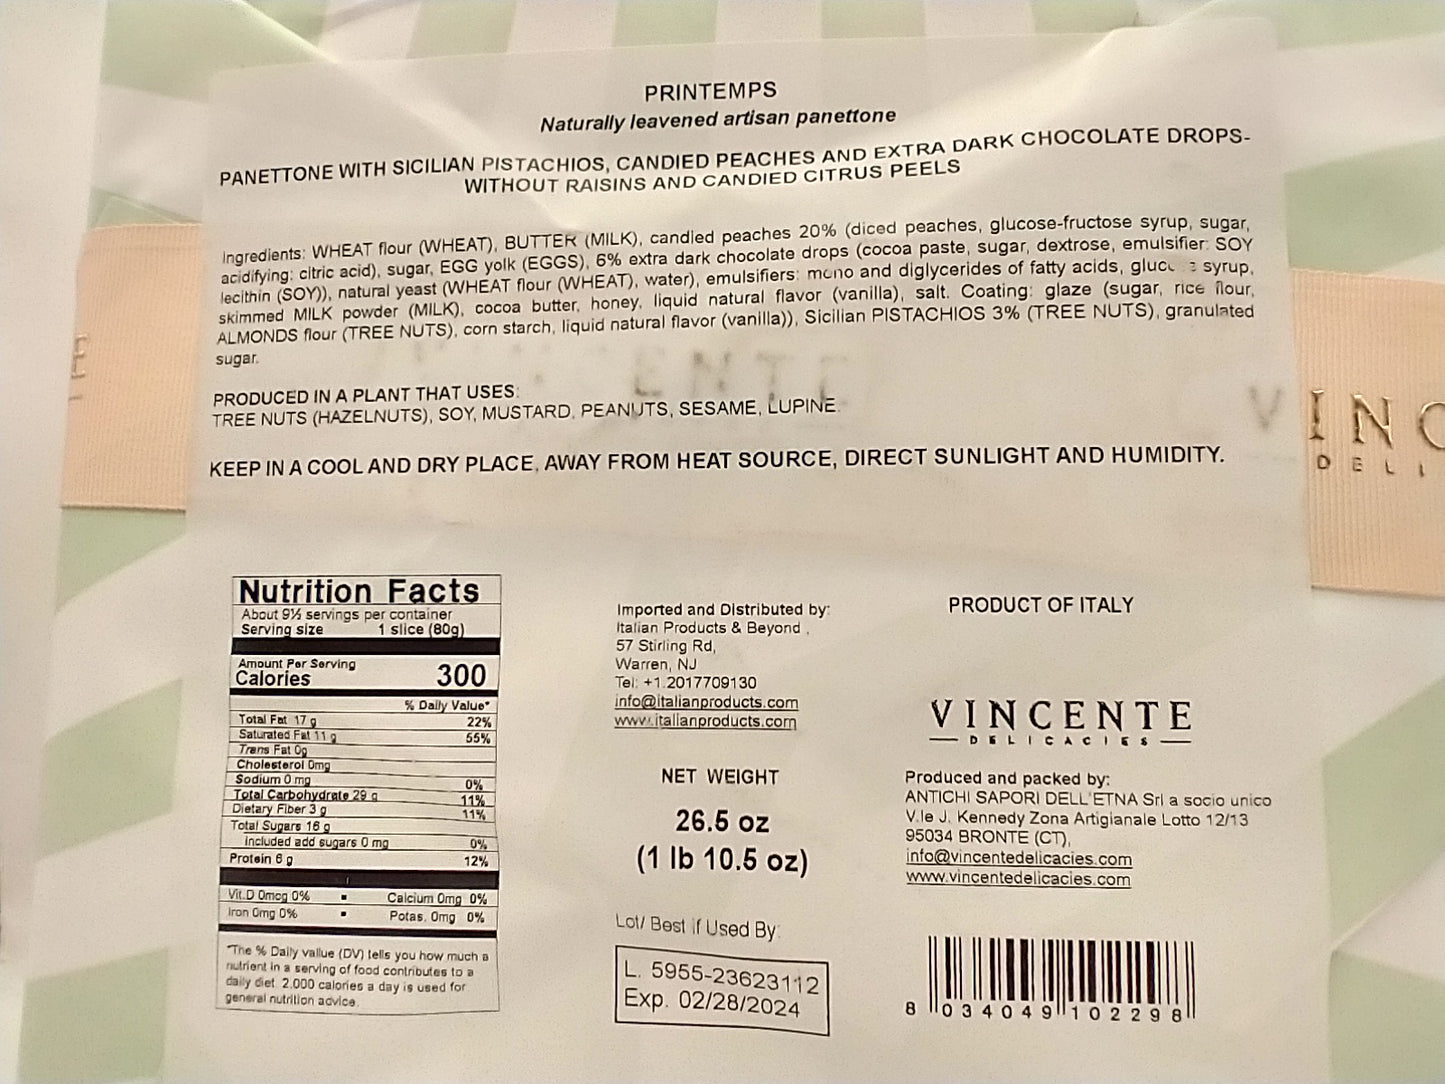 PRINTEMPS
Naturally leavened artisan panettone
PANETTONE WITH SICILIAN PISTACHIOS, CANDIED PEACHES AND EXTRA DARK CHOCOLATE DROPS-
WITHOUT RAISINS AND CANDIED CITRUS PEELS
Ingredients: WHEAT flour (WHEAT), BUTTER (MILK), candied peaches 20% (diced peaches, glucose-fructose syrup, sugar,
acidifying: citric acid), sugar, EGG yolk (EGGS), 6% extra dark chocolate drops (cocoa paste, sugar, dextrose, emulsifier: SOY
lecithin (SOY)), natural yeast (WHEAT flour (WHEAT), water), emulsifiers: mono and diglycerides of fatty acids, syrup,
skimmed MILK powder (MILK), cocoa butter, honey, liquid natural flavor (vanilla), salt. Coating: glaze (sugar, rice flour,
ALMONDS flour (TREE NUTS), corn starch, liquid natural flavor (vanilla)), Sicilian PISTACHIOS 3% (TREE NUTS), granulated
sugar.
PRODUCED IN A PLANT THAT USES:
TREE NUTS (HAZELNUTS), SOY, MUSTARD, PEANUTS, SESAME, LUPINE.
KEEP IN A COOL AND DRY PLACE, AWAY FROM HEAT SOURCE, DIRECT SUNLIGHT AND HUMIDITY.
VINC
DELI
Nutrition Facts
About 9½ servings per container
Serving size 1 slice (80g)
Amount Per Serving
Calories 300
% Daily Value*
Total Fat 17 g 22%
Saturated Fat 11 g 55%
Trans Fat 0g
Cholesterol 0mg
Sodium 0 mg 0%
Total Carbohydrate 29 g 11%
Dietary Fiber 3 g 11%
Total Sugars 16 g
Included add sugars 0 mg 0%
Protein 6 g 12%
Vit.D 0mcg 0% ▪ Calcium 0mg 0%
Iron 0mg 0% ▪ Potas. 0mg 0%
*The % Daily vallue (DV) tells you how much a
nutrient in a serving of food contributes to a
daily diet. 2,000 calories a day is used for
general nutrition advice.
Imported and Distributed by:
Italian Products & Beyond ,
57 Stirling Rd,
Warren, NJ
Tel: +1.2017709130
info@italianproducts.com
www.italianproducts.com
NET WEIGHT
26.5 oz
(1 lb 10.5 oz)
Lot/ Best if Used By:
L. 5955-23623112
Exp. 02/28/2024
PRODUCT OF ITALY
VINCENTE
DELICACIES
Produced and packed by:
ANTICHI SAPORI DELL'ETNA Srl a socio unico
V.le J. Kennedy Zona Artigianale Lotto 12/13
95034 BRONTE (CT),
info@vincentedelicacies.com
www.vincentedelicacies.com
8 034049 102298